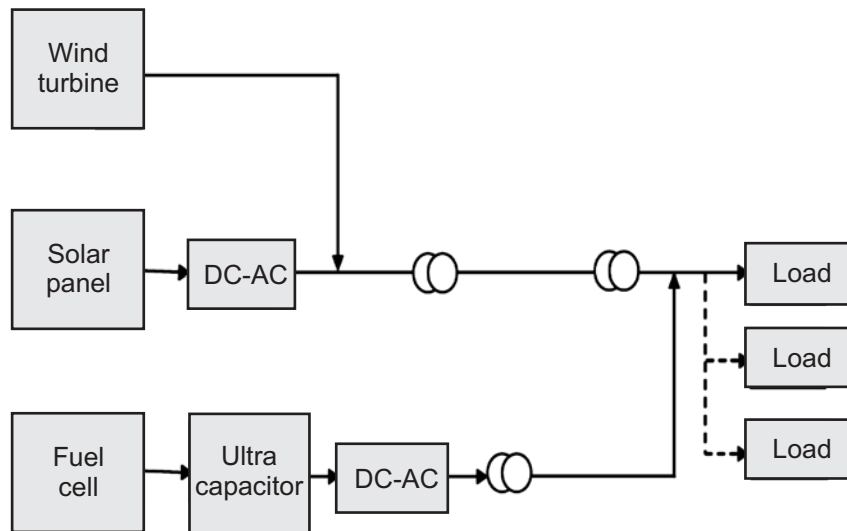 Wind
turbine
Solar
panel
DC-AC
Load
Load
Load
Fuel
cell
Ultra
capacitor
DC-AC